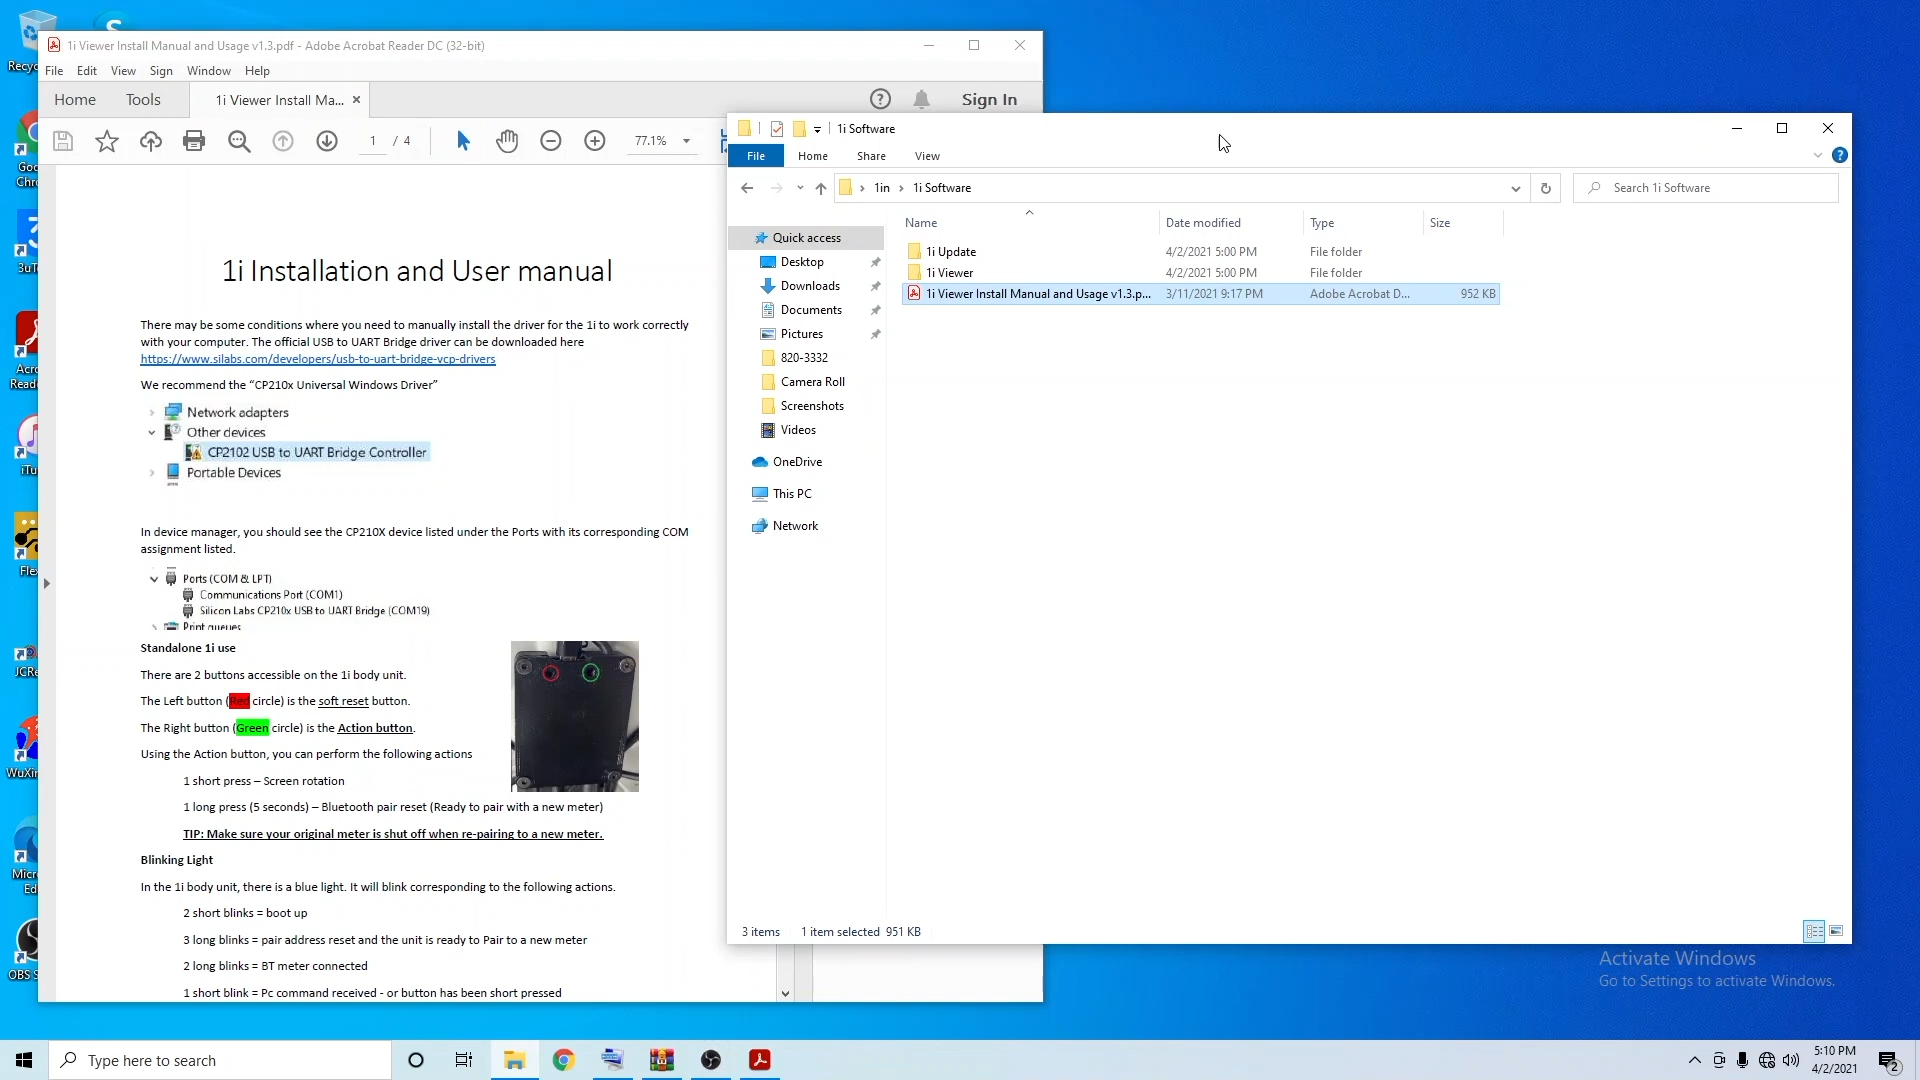 Recyc
1i Viewer Install Manual and Usage v1.3.pdf - Adobe Acrobat Reader DC (32-bit)
File Edit View Sign Window Help
Home Tools 1i Viewer Install Ma... Sign In
1 / 4 77.1%
1i Installation and User manual
There may be some conditions where you need to manually install the driver for the 1i to work correctly
with your computer. The official USB to UART Bridge driver can be downloaded here
https://www.silabs.com/developers/usb-to-uart-bridge-vcp-drivers
We recommend the “CP210x Universal Windows Driver”
Network adapters
Other devices
CP2102 USB to UART Bridge Controller
Portable Devices
In device manager, you should see the CP210X device listed under the Ports with its corresponding COM
assignment listed.
Ports (COM & LPT)
Communications Port (COM1)
Silicon Labs CP210x USB to UART Bridge (COM19)
Print queues
Standalone 1i use
There are 2 buttons accessible on the 1i body unit.
The Left button (Red circle) is the soft reset button.
The Right button (Green circle) is the Action button.
Using the Action button, you can perform the following actions
1 short press – Screen rotation
1 long press (5 seconds) – Bluetooth pair reset (Ready to pair with a new meter)
TIP: Make sure your original meter is shut off when re-pairing to a new meter.
Blinking Light
In the 1i body unit, there is a blue light. It will blink corresponding to the following actions.
2 short blinks = boot up
3 long blinks = pair address reset and the unit is ready to Pair to a new meter
2 long blinks = BT meter connected
1 short blink = Pc command received - or button has been short pressed
1i Software
File Home Share View
1in 1i Software
Search 1i Software
Name Date modified Type Size
1i Update 4/2/2021 5:00 PM File folder
1i Viewer 4/2/2021 5:00 PM File folder
1i Viewer Install Manual and Usage v1.3.p... 3/11/2021 9:17 PM Adobe Acrobat D... 952 KB
Quick access
Desktop
Downloads
Documents
Pictures
820-3332
Camera Roll
Screenshots
Videos
OneDrive
This PC
Network
3 items 1 item selected 951 KB
Goo
Chr
3uTo
Acro
Reade
iTu
Flex
JCRe
WuXin
Micr
Ed
OBS S
Activate Windows
Go to Settings to activate Windows.
Type here to search
5:10 PM
4/2/2021
2